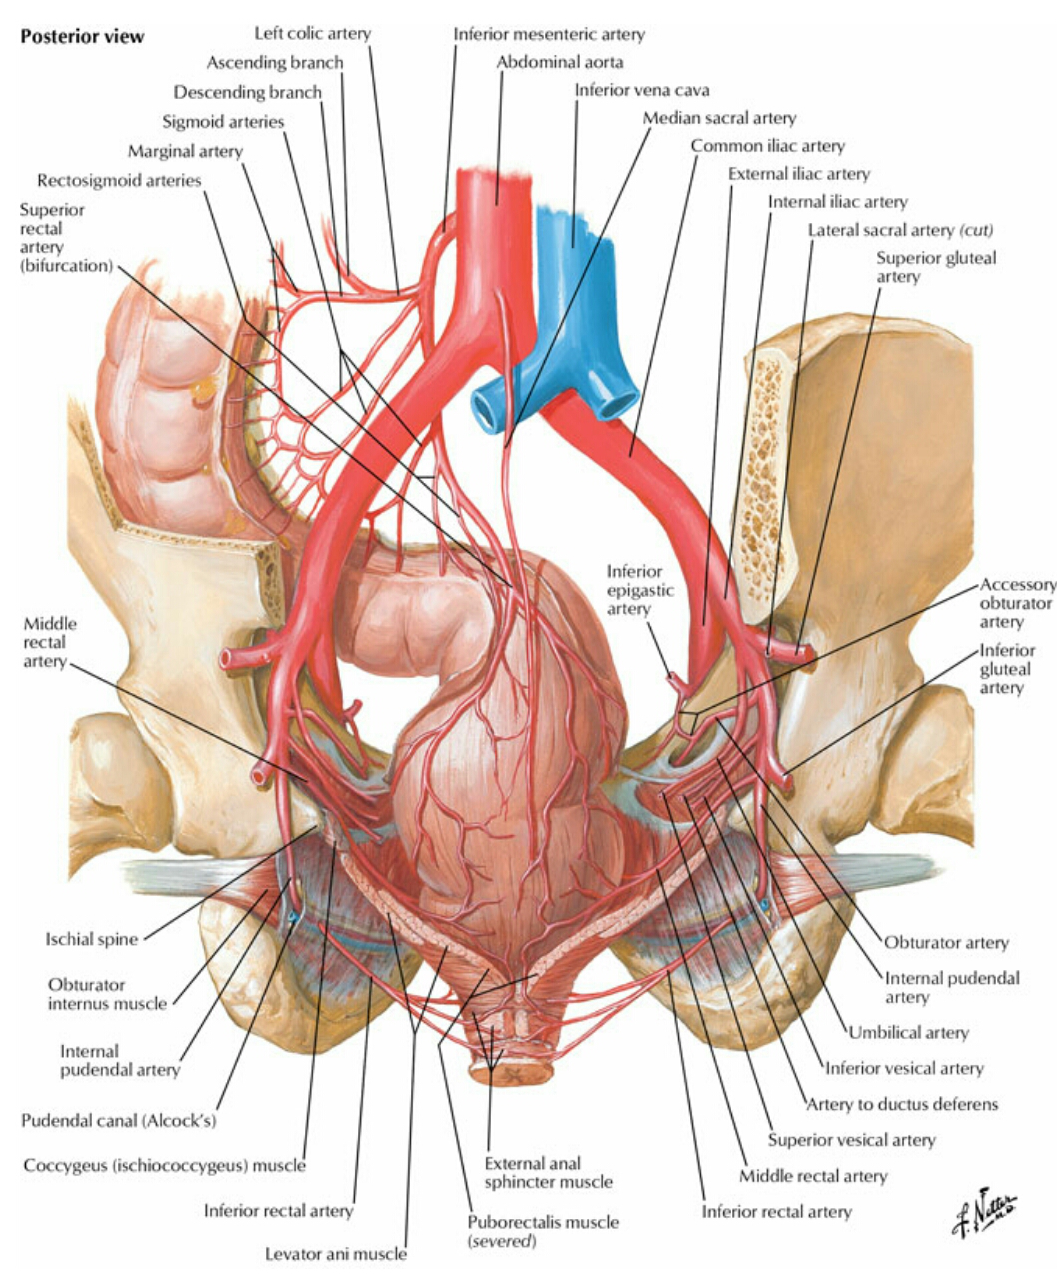 Posterior view
Left colic artery
Ascending branch
Descending branch
Sigmoid arteries
Marginal artery
Rectosigmoid arteries
Superior
rectal
artery
(bifurcation)
Inferior mesenteric artery
Abdominal aorta
Inferior vena cava
Median sacral artery
Common iliac artery
External iliac artery
Internal iliac artery
Lateral sacral artery (cut)
Superior gluteal
artery
Inferior
epigastic
artery
Accessory
obturator
artery
Inferior
gluteal
artery
Middle
rectal
artery
Ischial spine
Obturator
internus muscle
Internal
pudendal artery
Pudendal canal (Alcock's)
Coccygeus (ischiococcygeus) muscle
Inferior rectal artery
Levator ani muscle
External anal
sphincter muscle
Puborectalis muscle
(severed)
Obturator artery
Internal pudendal
artery
Umbilical artery
Inferior vesical artery
Artery to ductus deferens
Superior vesical artery
Middle rectal artery
Inferior rectal artery
F. Netter
M.D.